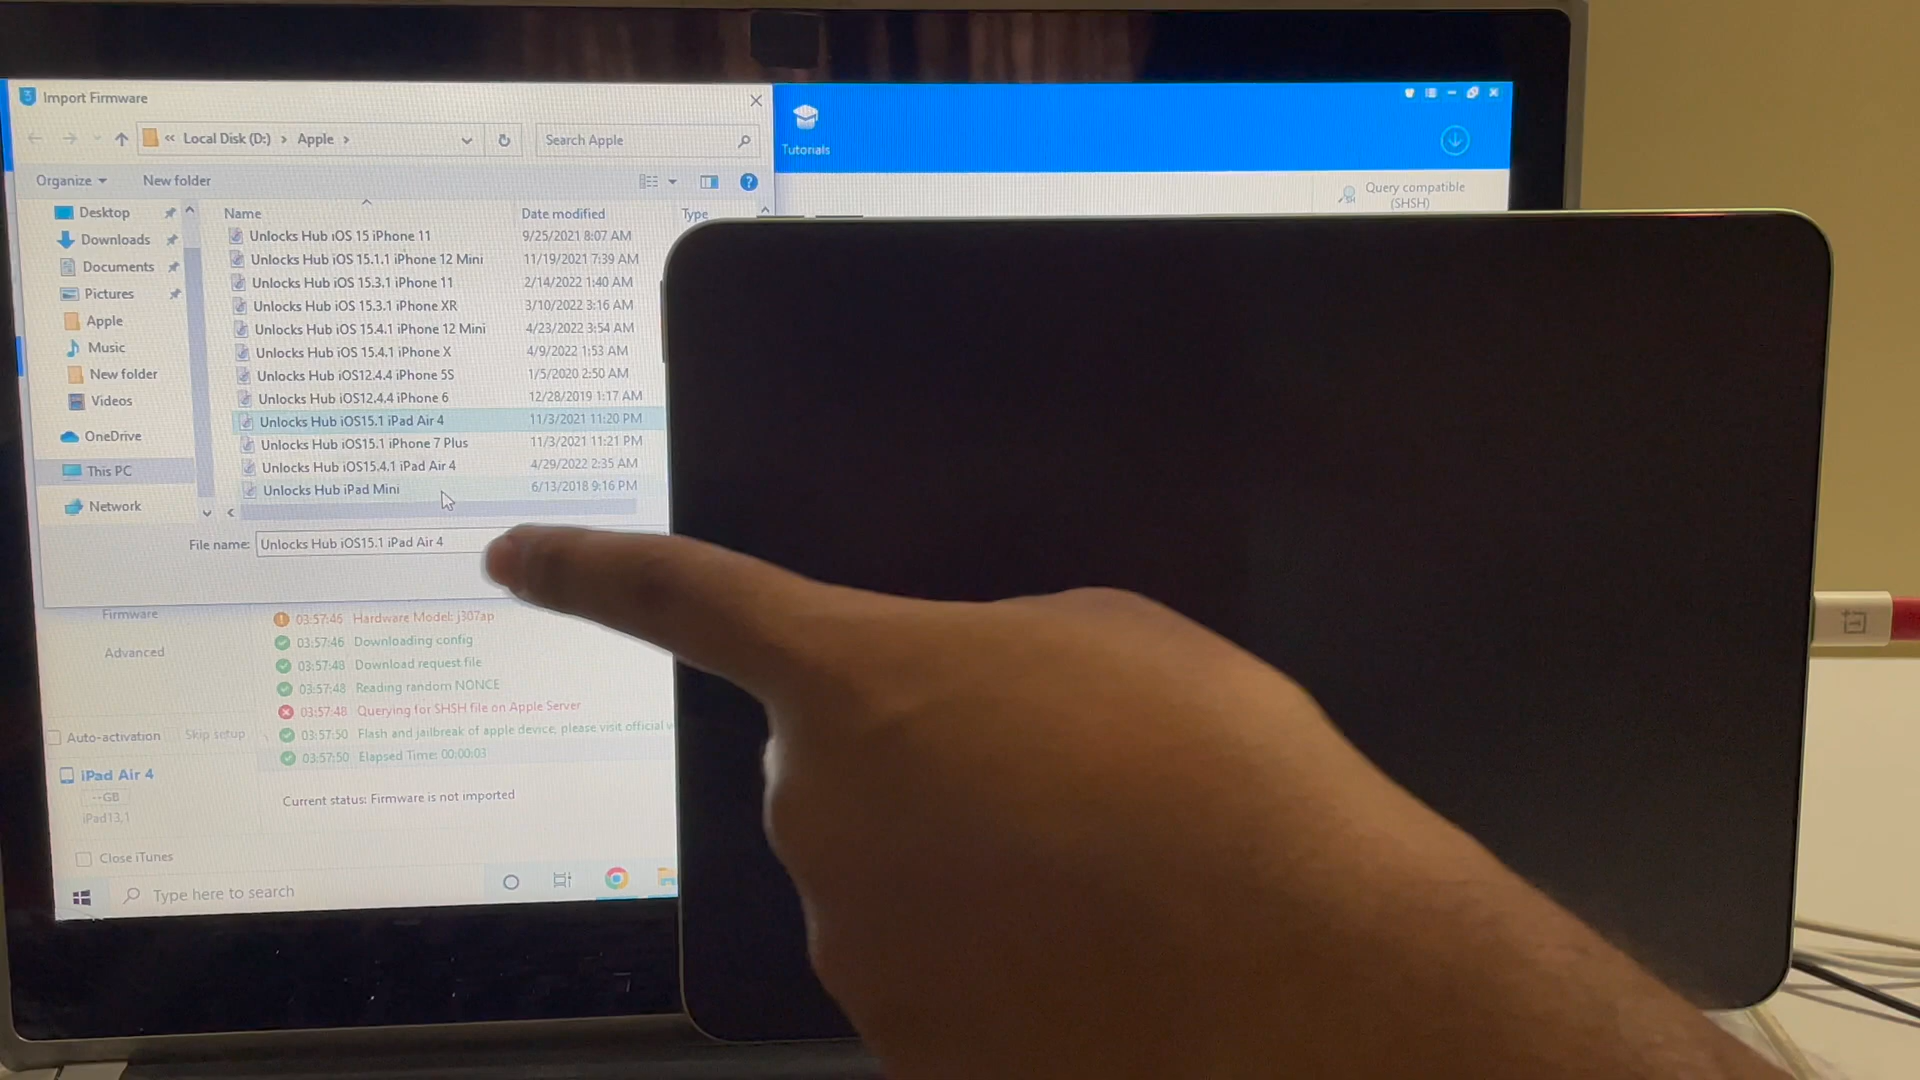 Import Firmware
« Local Disk (D:) › Apple ›
Search Apple
Tutorials
Organize
New folder
Query compatible
(SHSH)
Name
Date modified
Type
Unlocks Hub iOS 15 iPhone 11
9/25/2021 8:07 AM
Unlocks Hub iOS 15.1.1 iPhone 12 Mini
11/19/2021 7:39 AM
Unlocks Hub iOS 15.3.1 iPhone 11
2/14/2022 1:40 AM
Unlocks Hub iOS 15.3.1 iPhone XR
3/10/2022 3:16 AM
Unlocks Hub iOS 15.4.1 iPhone 12 Mini
4/23/2022 3:54 AM
Unlocks Hub iOS 15.4.1 iPhone X
4/9/2022 1:53 AM
Unlocks Hub iOS12.4.4 iPhone 5S
1/5/2020 2:50 AM
Unlocks Hub iOS12.4.4 iPhone 6
12/28/2019 1:17 AM
Unlocks Hub iOS15.1 iPad Air 4
11/3/2021 11:20 PM
Unlocks Hub iOS15.1 iPhone 7 Plus
11/3/2021 11:21 PM
Unlocks Hub iOS15.4.1 iPad Air 4
4/29/2022 2:35 AM
Unlocks Hub iPad Mini
6/13/2018 9:16 PM
Desktop
Downloads
Documents
Pictures
Apple
Music
New folder
Videos
OneDrive
This PC
Network
File name: Unlocks Hub iOS15.1 iPad Air 4
Firmware
Advanced
03:57:46 Hardware Model: j307ap
03:57:46 Downloading config
03:57:48 Download request file
03:57:48 Reading random NONCE
03:57:48 Querying for SHSH file on Apple Server
03:57:50 Flash and jailbreak of apple device, please visit official
03:57:50 Elapsed Time: 00:00:03
Auto-activation
Skip setup
iPad Air 4
--GB
iPad13,1
Current status: Firmware is not imported
Close iTunes
Type here to search